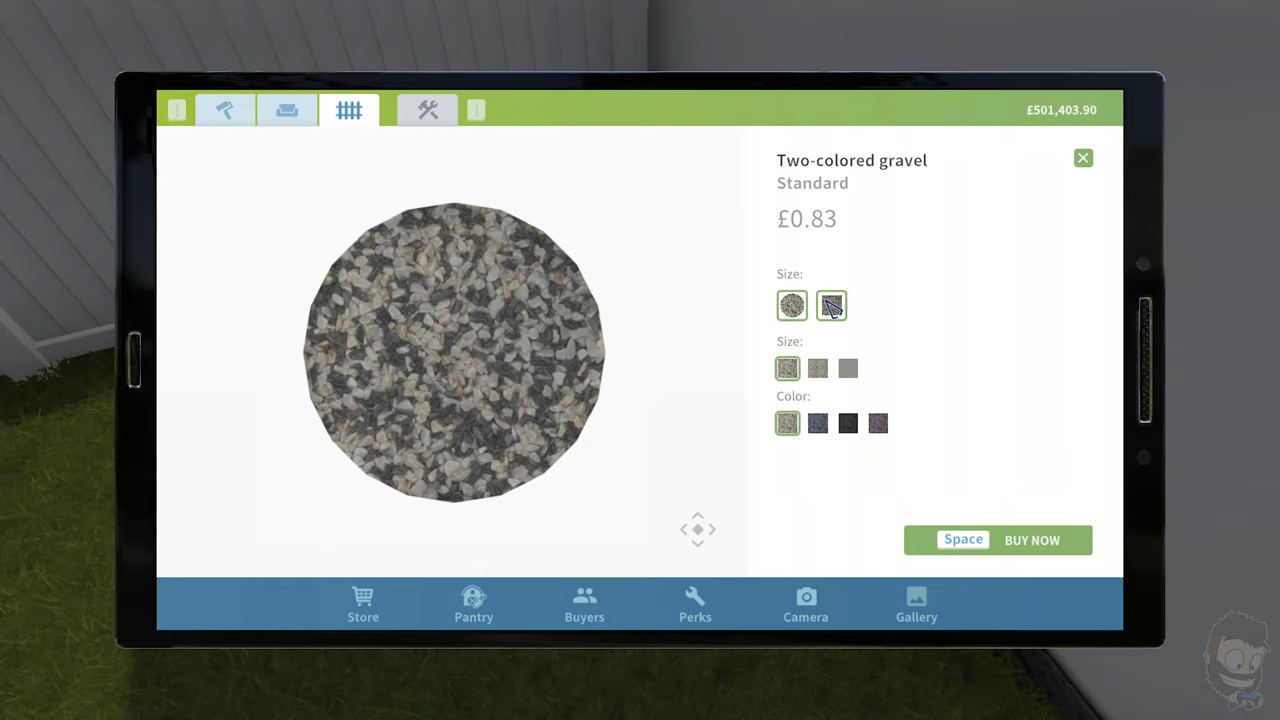 £501,403.90
Two-colored gravel
Standard
£0.83
Size:
Size:
Color:
Space BUY NOW
Store
Pantry
Buyers
Perks
Camera
Gallery